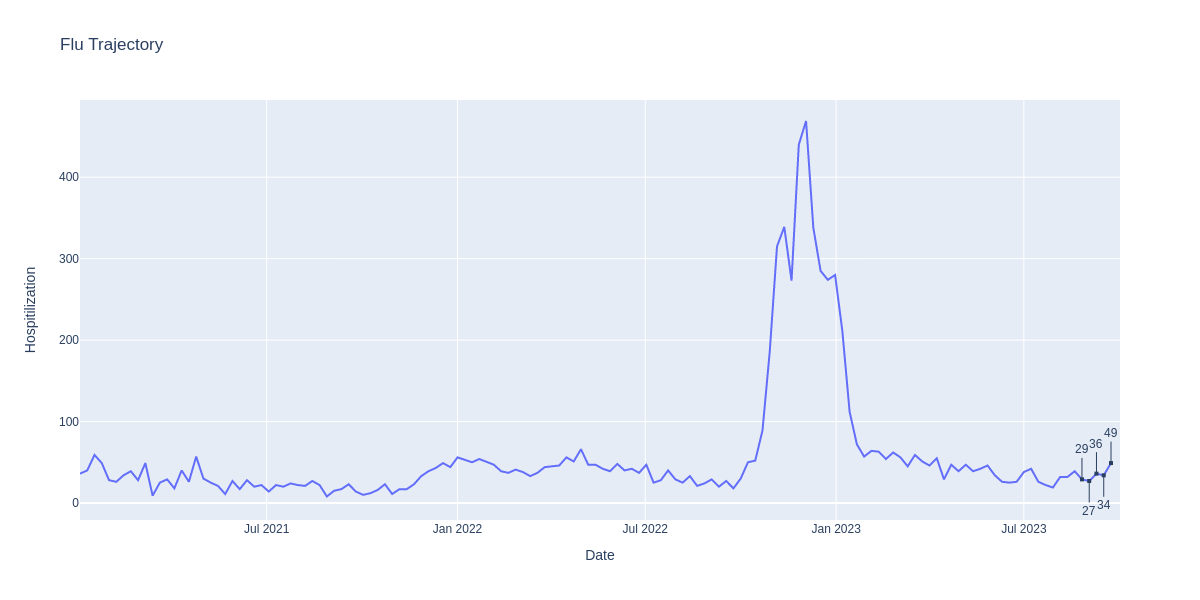 Flu Trajectory
Hospitilization
400
300
200
100
0
49
36
29
34
27
Jul 2021
Jan 2022
Jul 2022
Jan 2023
Jul 2023
Date